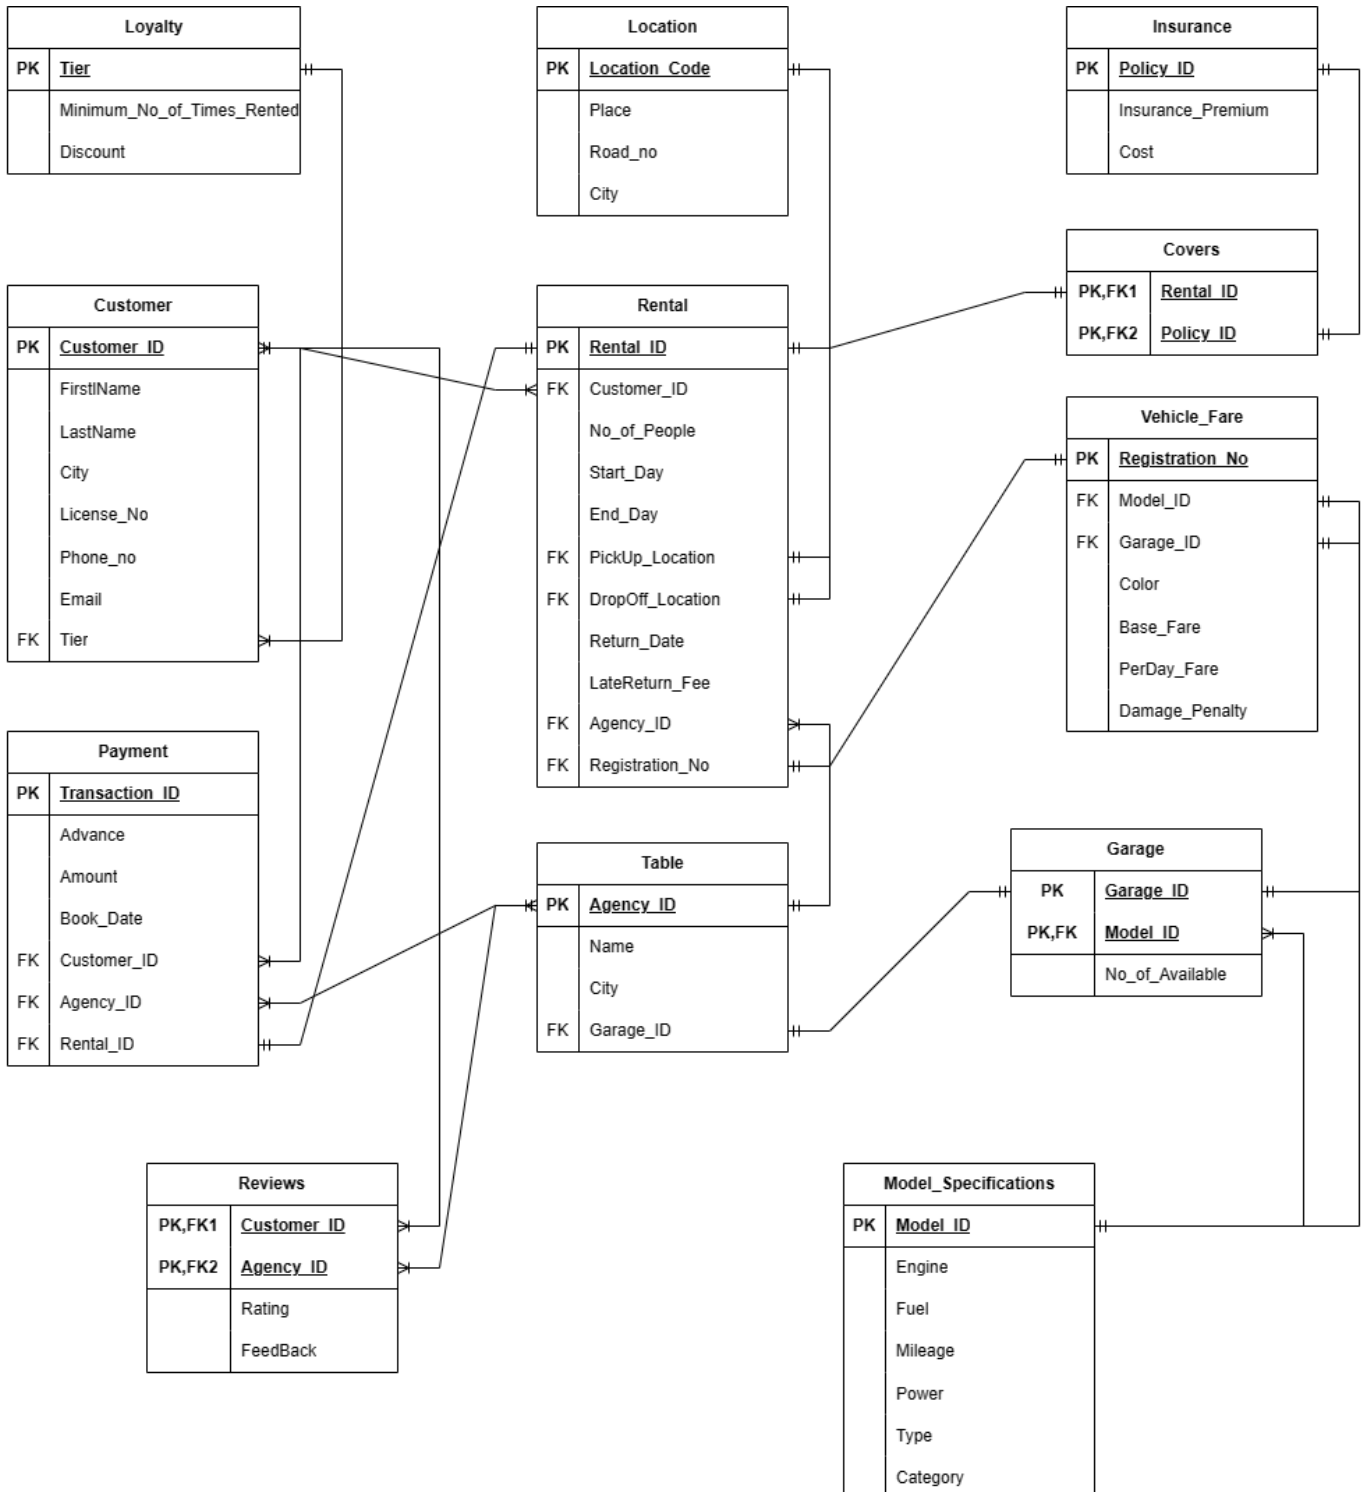 Loyalty
PK Tier
Minimum_No_of_Times_Rented
Discount
Location
PK Location_Code
Place
Road_no
City
Insurance
PK Policy_ID
Insurance_Premium
Cost
Covers
PK,FK1 Rental_ID
PK,FK2 Policy_ID
Customer
PK Customer_ID
FirstlName
LastName
City
License_No
Phone_no
Email
FK Tier
Rental
PK Rental_ID
FK Customer_ID
No_of_People
Start_Day
End_Day
FK PickUp_Location
FK DropOff_Location
Return_Date
LateReturn_Fee
FK Agency_ID
FK Registration_No
Vehicle_Fare
PK Registration_No
FK Model_ID
FK Garage_ID
Color
Base_Fare
PerDay_Fare
Damage_Penalty
Payment
PK Transaction_ID
Advance
Amount
Book_Date
FK Customer_ID
FK Agency_ID
FK Rental_ID
Table
PK Agency_ID
Name
City
FK Garage_ID
Garage
PK Garage_ID
PK,FK Model_ID
No_of_Available
Reviews
PK,FK1 Customer_ID
PK,FK2 Agency_ID
Rating
FeedBack
Model_Specifications
PK Model_ID
Engine
Fuel
Mileage
Power
Type
Category